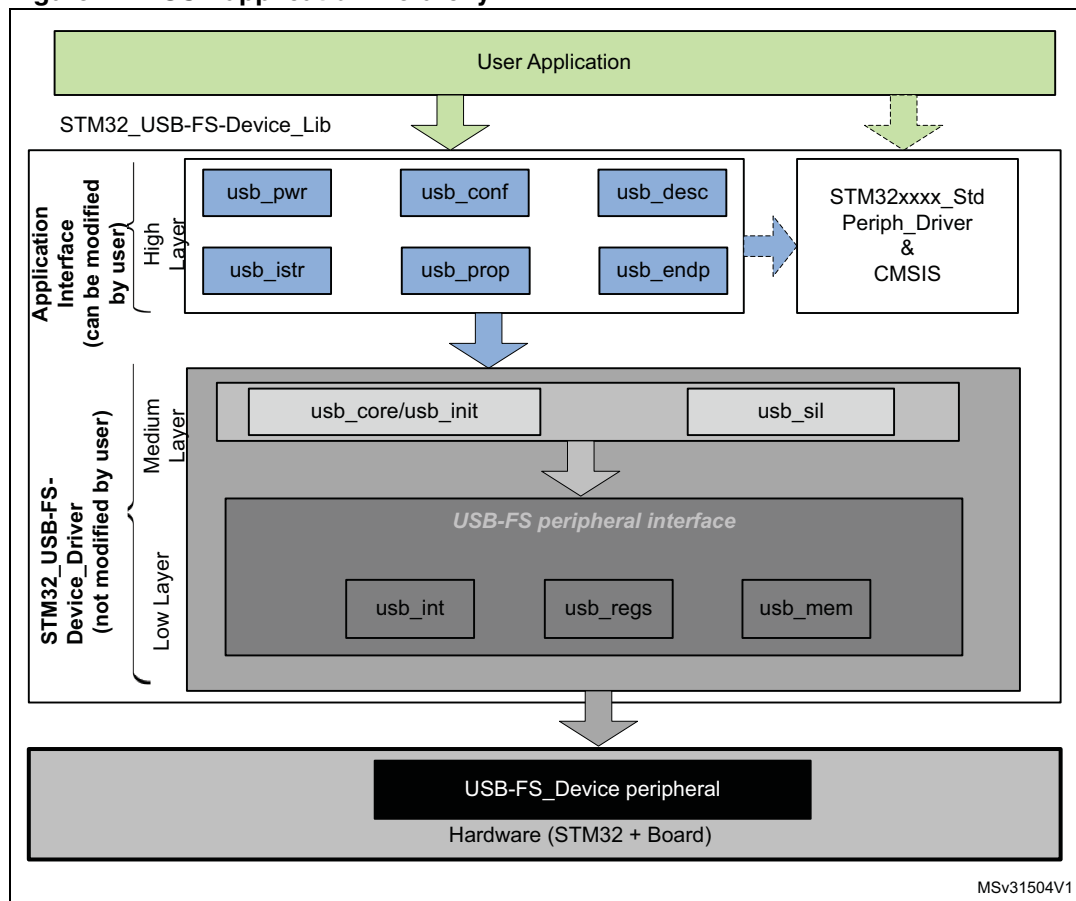 User Application
STM32_USB-FS-Device_Lib
Application
Interface
(can be modified
by user)
High
Layer
usb_pwr
usb_conf
usb_desc
usb_istr
usb_prop
usb_endp
STM32xxxx_Std
Periph_Driver
&
CMSIS
STM32_USB-FS-
Device_Driver
(not modified by user)
Medium
Layer
usb_core/usb_init
usb_sil
Low Layer
USB-FS peripheral interface
usb_int
usb_regs
usb_mem
USB-FS_Device peripheral
Hardware (STM32 + Board)
MSv31504V1